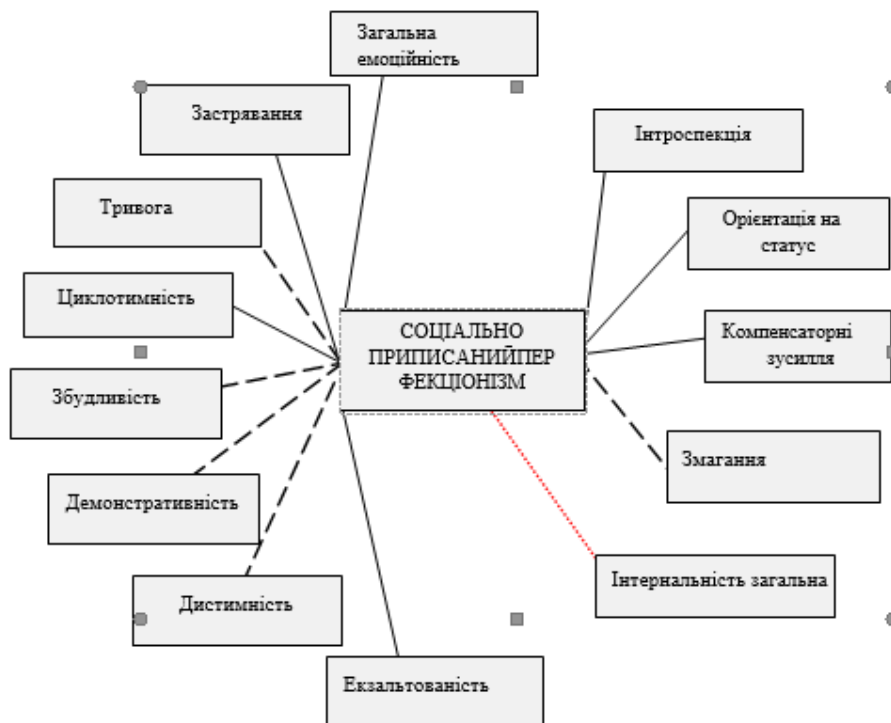 Загальна
емоційність
Застрявання
Інтроспекція
Тривога
Орієнтація на
статус
Циклотимність
СОЦІАЛЬНО
ПРИПИСАНИЙПЕР
ФЕКЦІОНІЗМ
Компенсаторні
зусилля
Збудливість
Змагання
Демонстративність
Інтернальність загальна
Дистимність
Екзальтованість